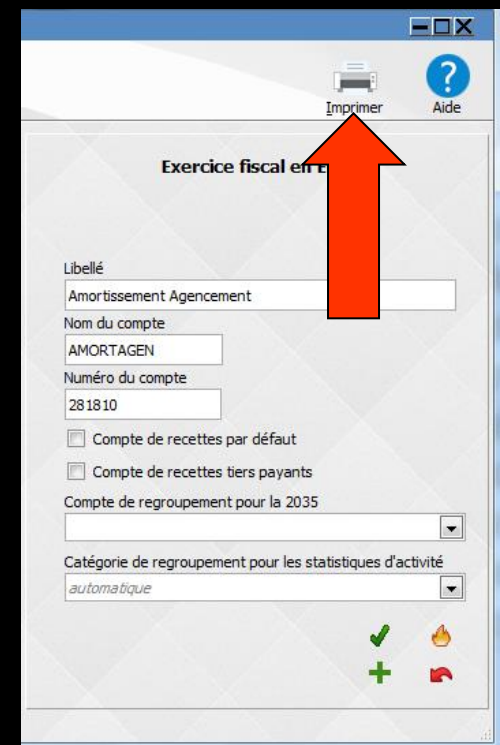 Imprimer
Aide
Exercice fiscal en
Libellé
Amortissement Agencement
Nom du compte
AMORTAGEN
Numéro du compte
281810
Compte de recettes par défaut
Compte de recettes tiers payants
Compte de regroupement pour la 2035
Catégorie de regroupement pour les statistiques d'activité
automatique